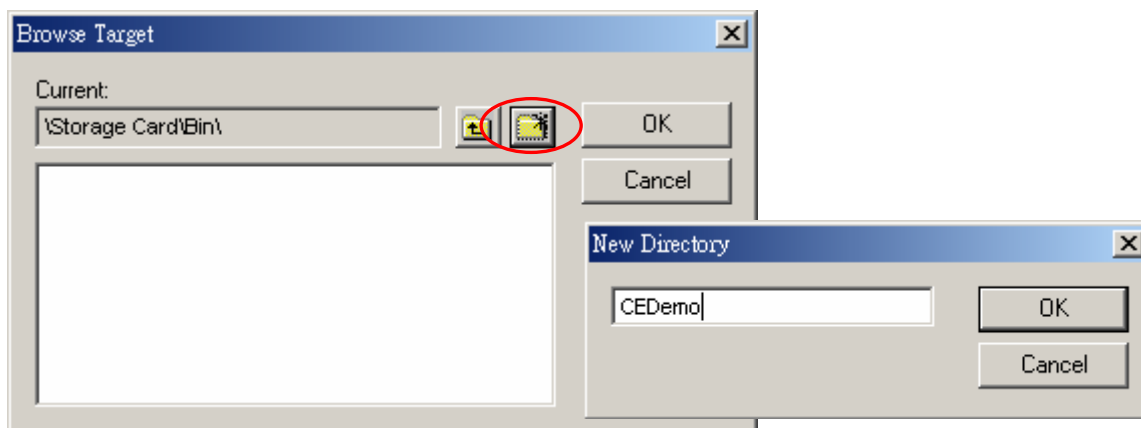 Browse Target
Current:
\Storage Card\Bin\
OK
Cancel
New Directory
CEDemo
OK
Cancel